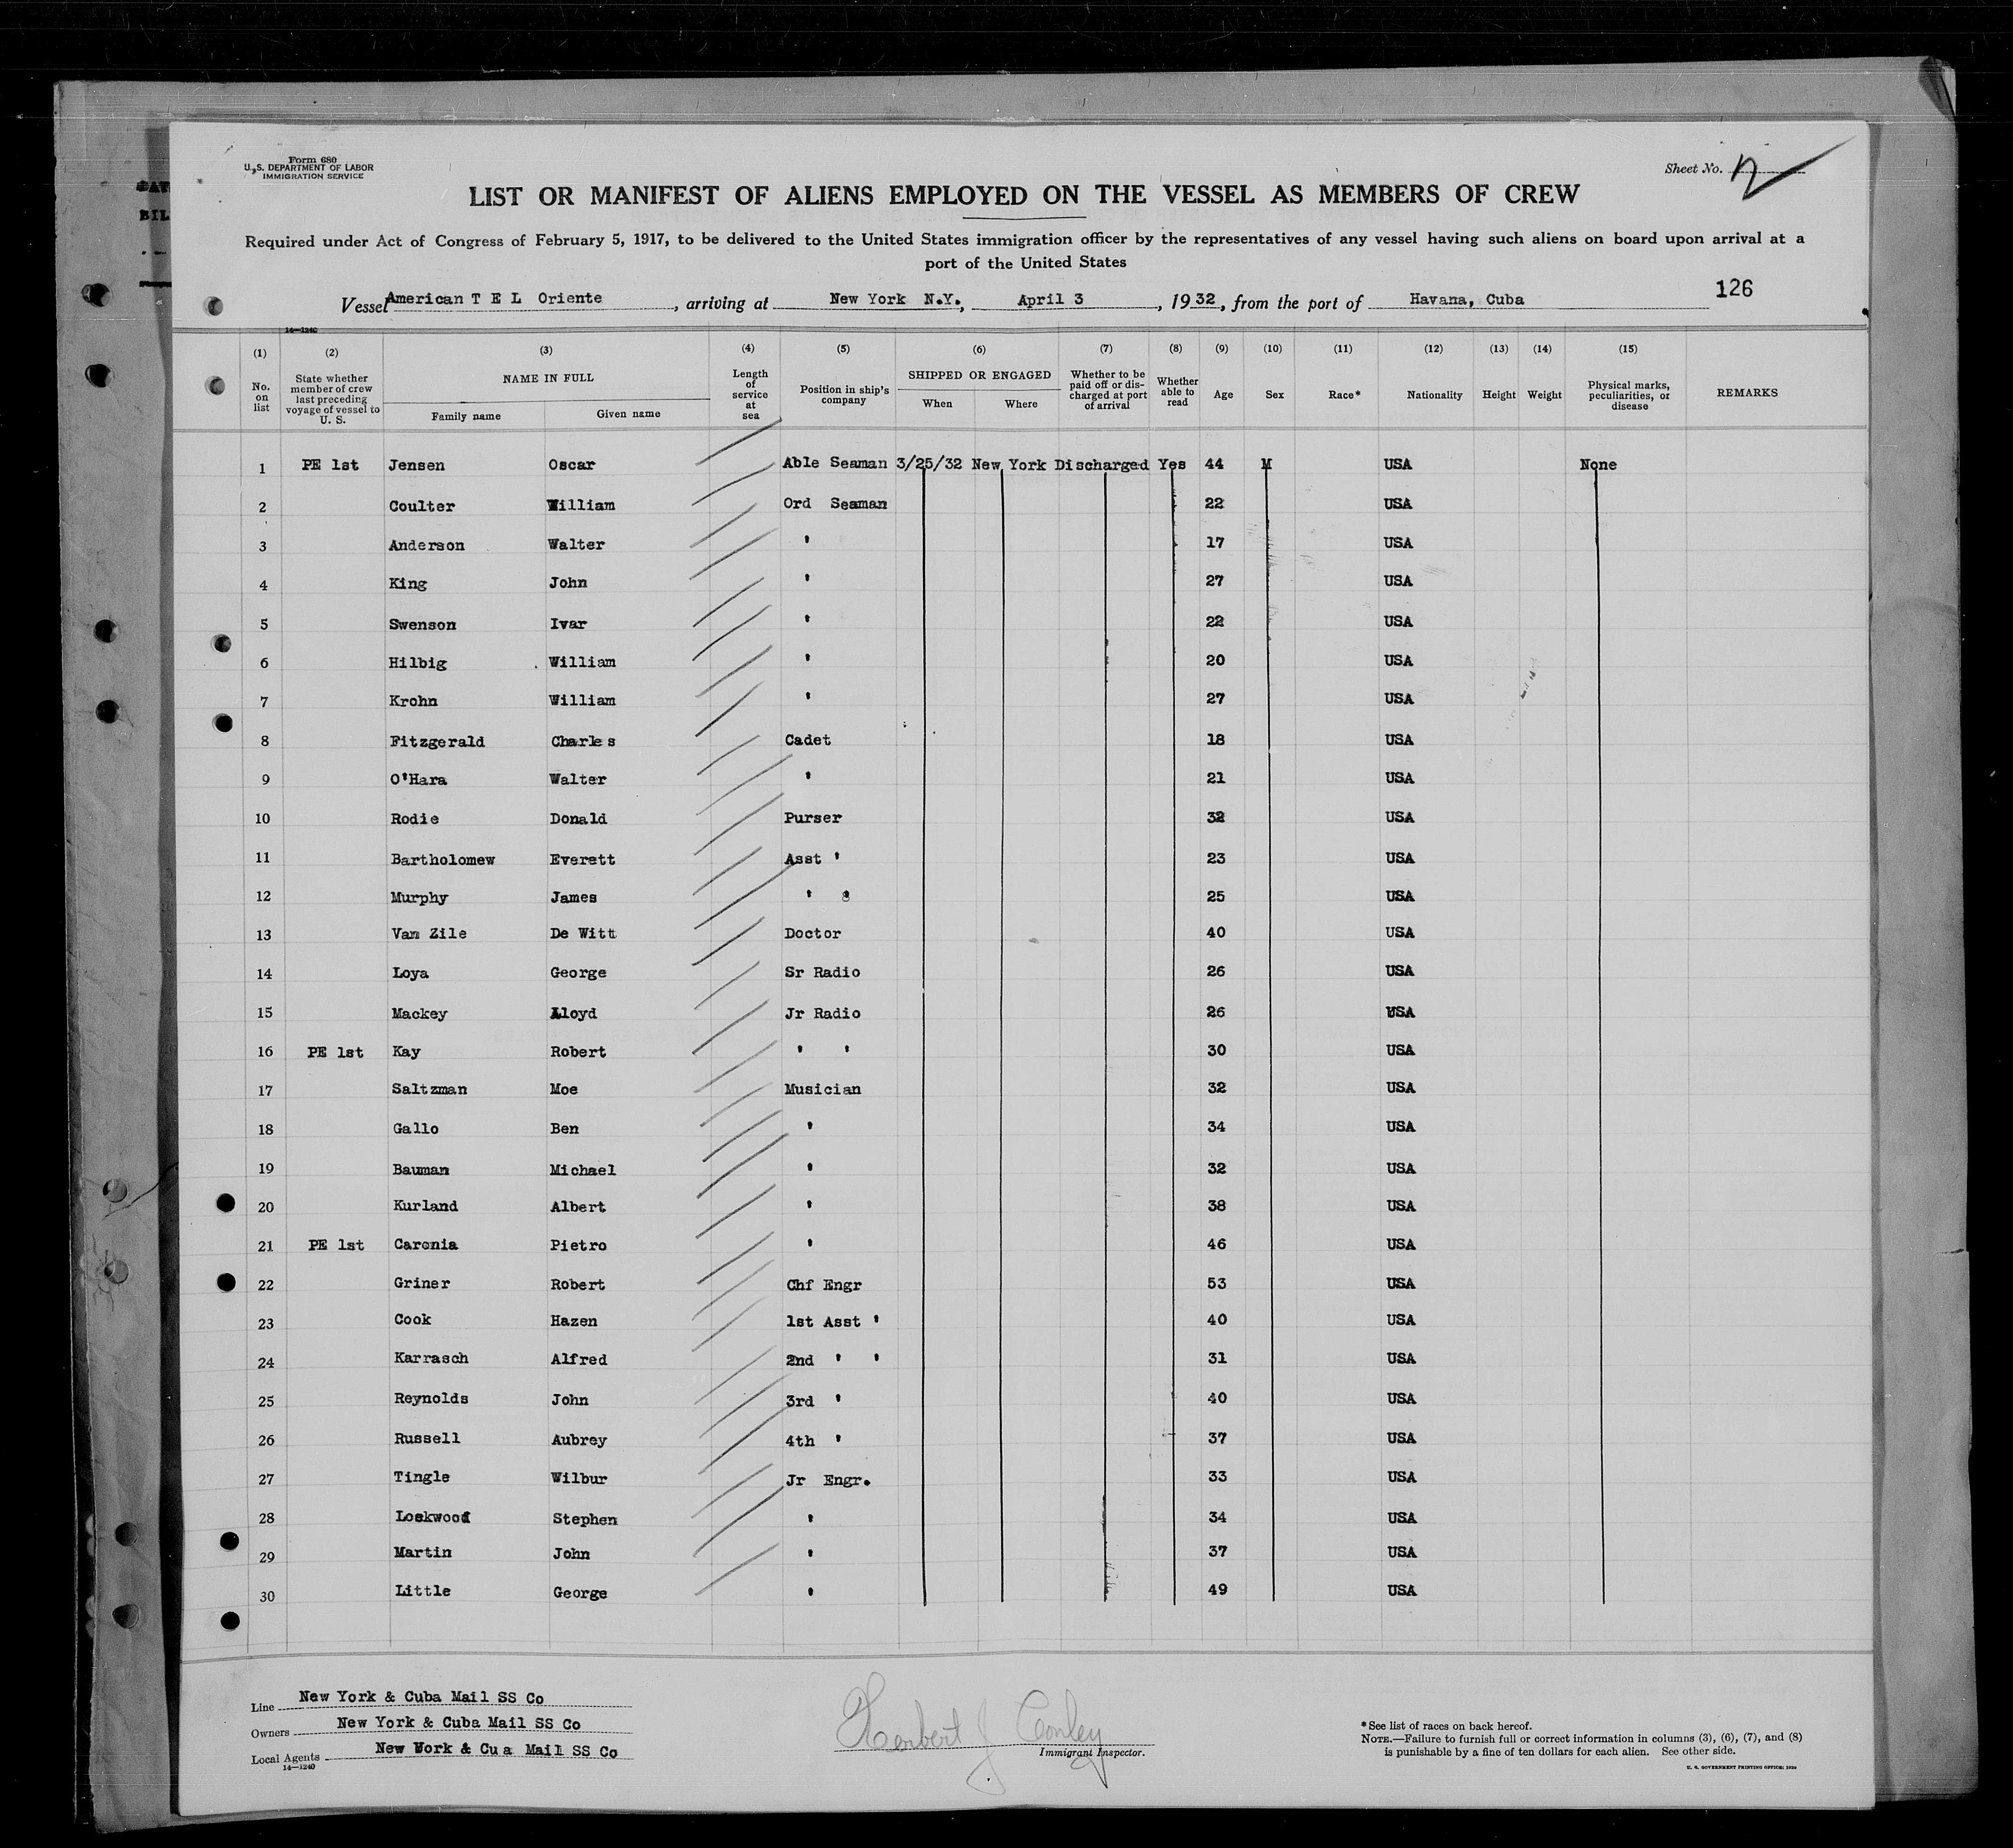 Form 680
U.S. DEPARTMENT OF LABOR
IMMIGRATION SERVICE
Sheet No.
LIST OR MANIFEST OF ALIENS EMPLOYED ON THE VESSEL AS MEMBERS OF CREW
Required under Act of Congress of February 5, 1917, to be delivered to the United States immigration officer by the representatives of any vessel having such aliens on board upon arrival at a
port of the United States
126
Vessel American T E L Oriente, arriving at New York N.Y., April 3, 1932, from the port of Havana, Cuba
14—1240
(1) (2) (3) (4) (5) (6) (7) (8) (9) (10) (11) (12) (13) (14) (15)
No. on list State whether member of crew last preceding voyage of vessel to U. S. NAME IN FULL Family name Given name Length of service at sea Position in ship's company SHIPPED OR ENGAGED When Where Whether to be paid off or discharged at port of arrival Whether able to read Age Sex Race* Nationality Height Weight Physical marks, peculiarities, or disease REMARKS
1 PE 1st Jensen Oscar Able Seaman 3/25/32 New York Discharged Yes 44 M USA None
2 Coulter William Ord Seaman 22 USA
3 Anderson Walter ' 17 USA
4 King John ' 27 USA
5 Swenson Ivar ' 22 USA
6 Hilbig William ' 20 USA
7 Krohn William ' 27 USA
8 Fitzgerald Charles Cadet 18 USA
9 O'Hara Walter ' 21 USA
10 Rodie Donald Purser 32 USA
11 Bartholomew Everett Asst ' 23 USA
12 Murphy James ' ' 25 USA
13 Van Zile De Witt Doctor 40 USA
14 Loya George Sr Radio 26 USA
15 Mackey Lloyd Jr Radio 26 USA
16 PE 1st Kay Robert ' ' 30 USA
17 Saltzman Moe Musician 32 USA
18 Gallo Ben ' 34 USA
19 Bauman Michael ' 32 USA
20 Kurland Albert ' 38 USA
21 PE 1st Caronia Pietro ' 46 USA
22 Griner Robert Chf Engr 53 USA
23 Cook Hazen 1st Asst ' 40 USA
24 Karrasch Alfred 2nd ' ' 31 USA
25 Reynolds John 3rd ' 40 USA
26 Russell Aubrey 4th ' 37 USA
27 Tingle Wilbur Jr Engr. 33 USA
28 Lockwood Stephen ' 34 USA
29 Martin John ' 37 USA
30 Little George ' 49 USA
Line New York & Cuba Mail SS Co
Owners New York & Cuba Mail SS Co
Local Agents New Uork & Cu a Mail SS Co
14—1240
Herbert J Conley
Immigrant Inspector.
*See list of races on back hereof.
NOTE.—Failure to furnish full or correct information in columns (3), (6), (7), and (8)
is punishable by a fine of ten dollars for each alien. See other side.